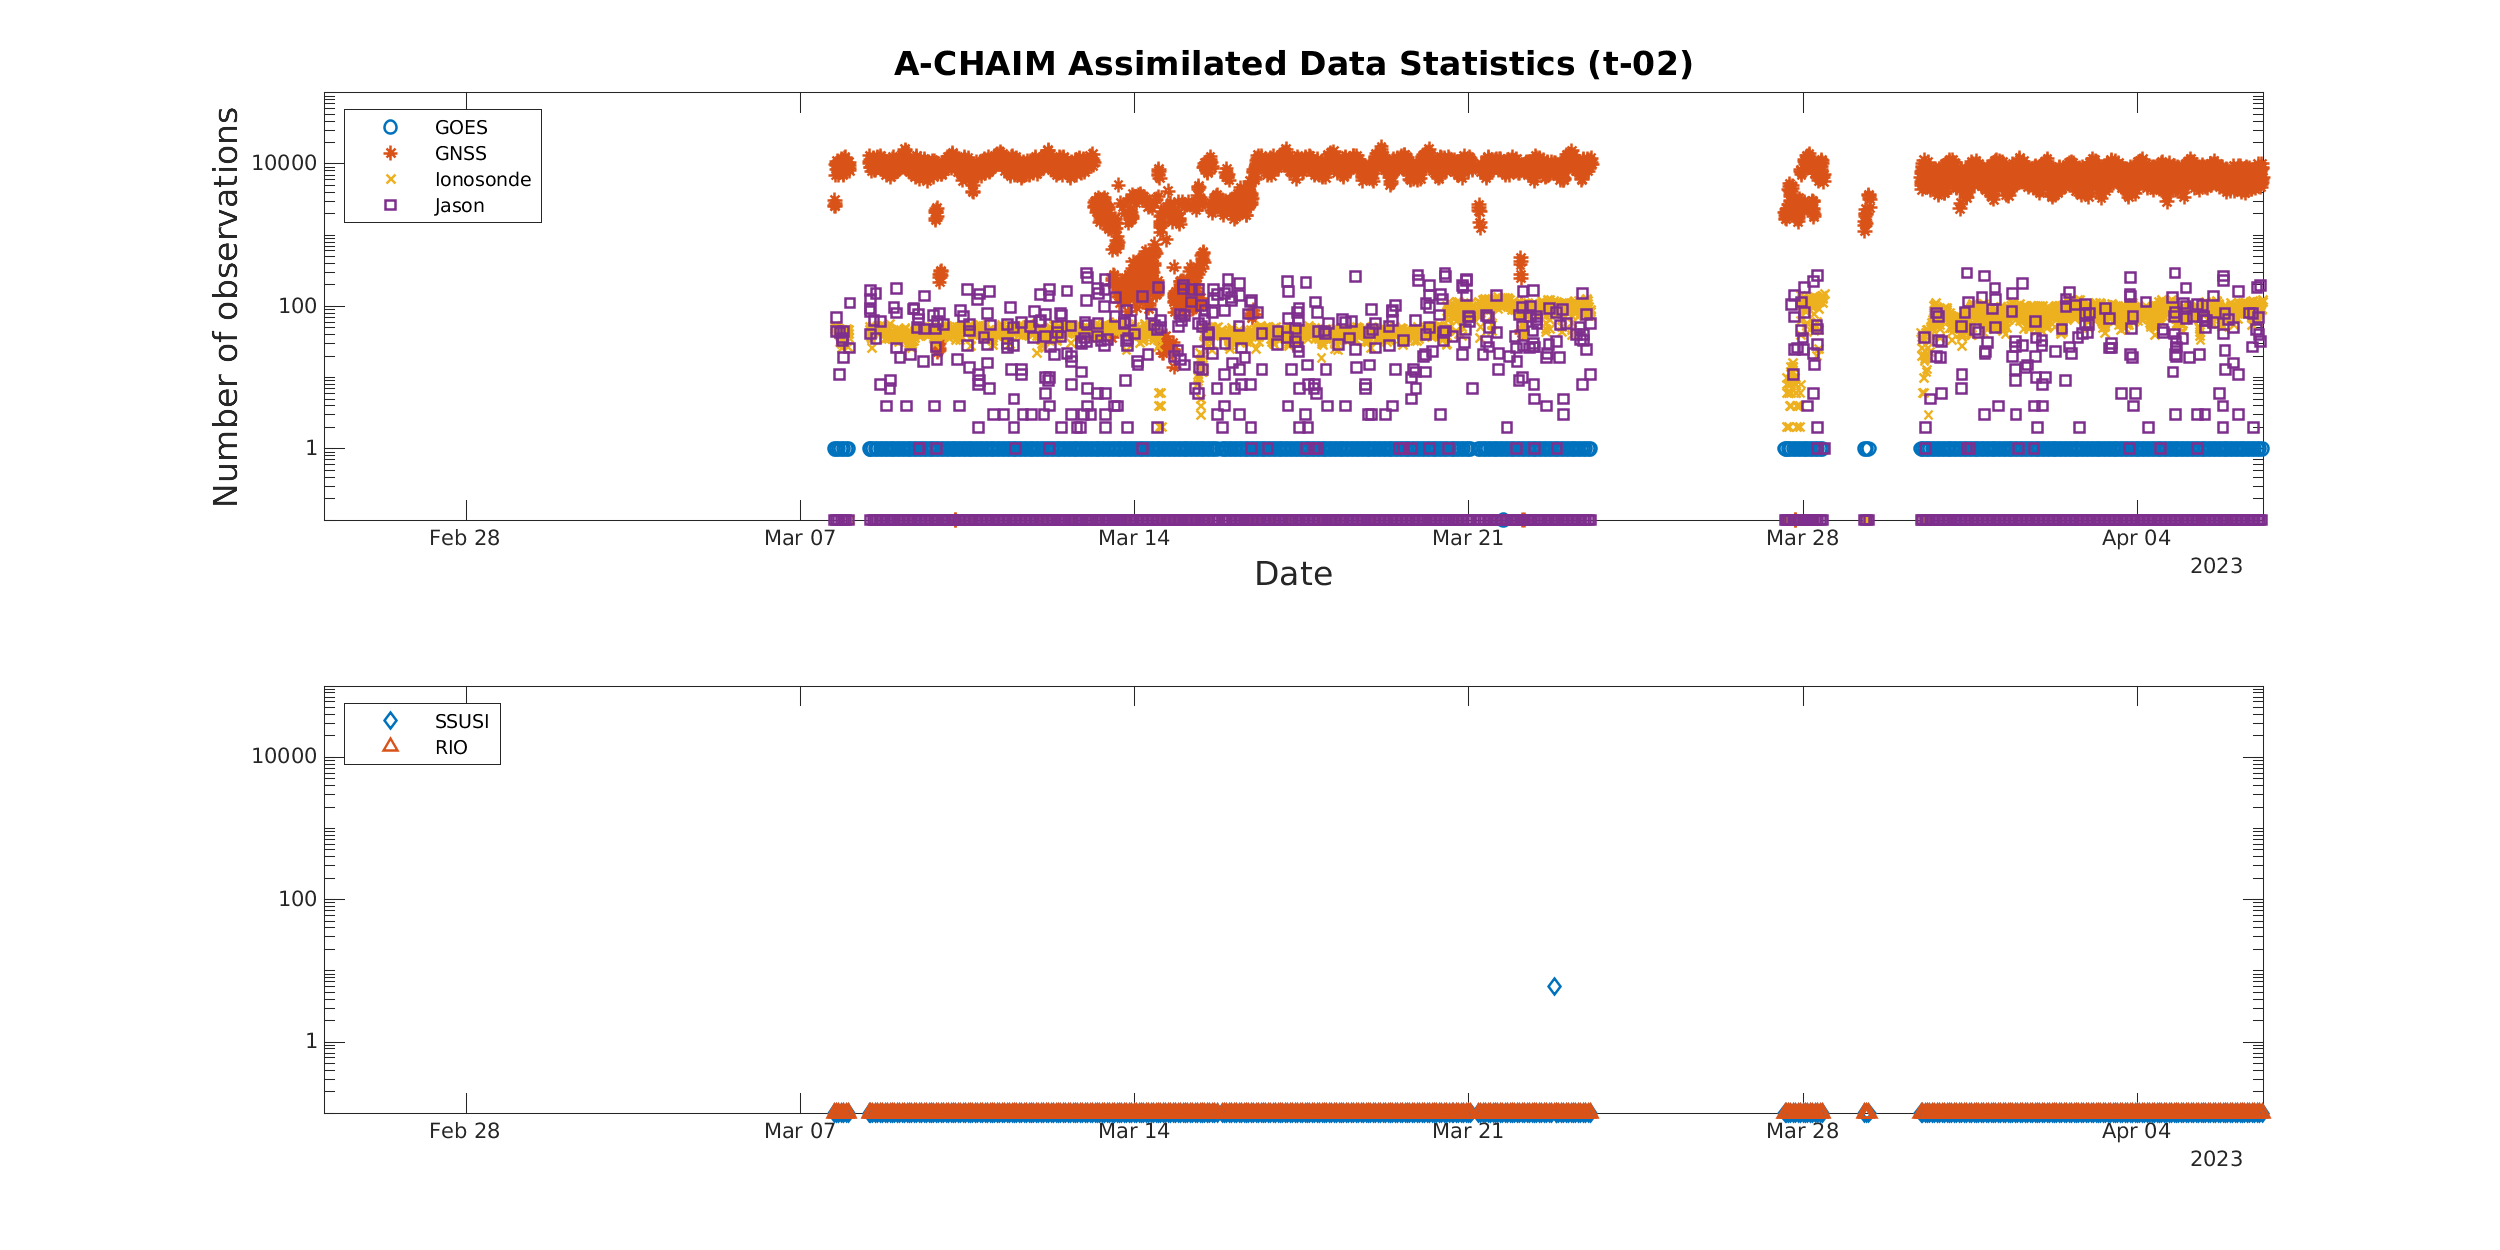 A-CHAIM Assimilated Data Statistics (t-02)
Number of observations
10000
100
1
GOES
GNSS
Ionosonde
Jason
Feb 28
Mar 07
Mar 14
Mar 21
Mar 28
Apr 04
2023
Date
10000
100
1
SSUSI
RIO
Feb 28
Mar 07
Mar 14
Mar 21
Mar 28
Apr 04
2023